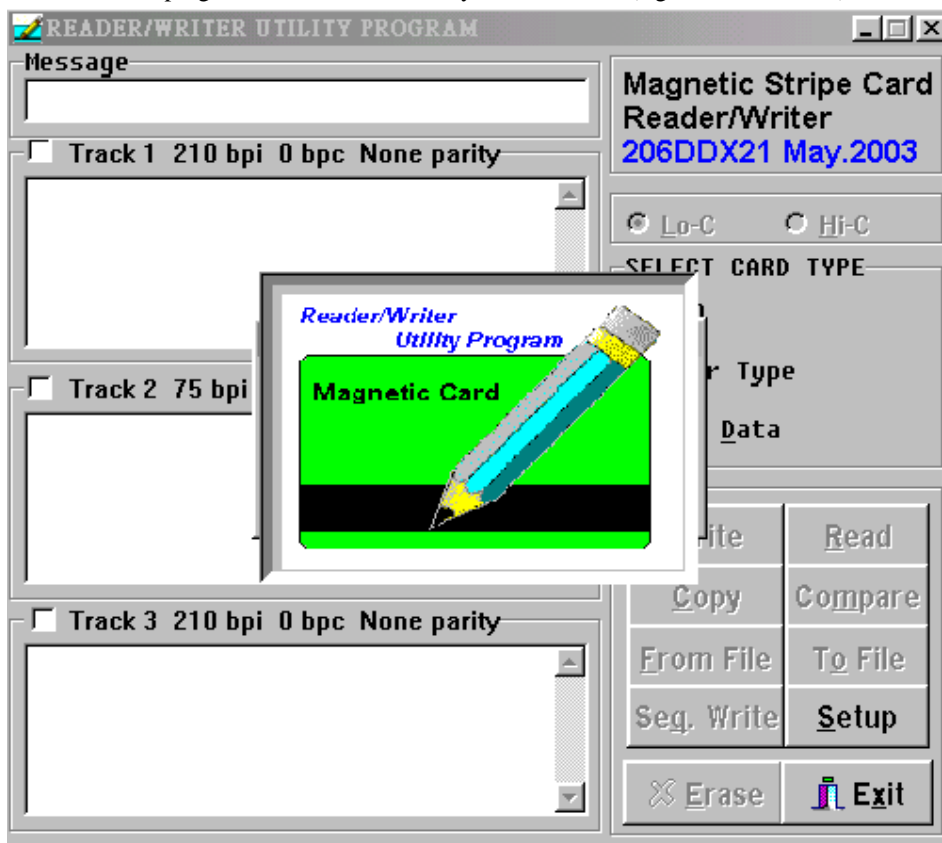 READER/WRITER UTILITY PROGRAM
Message
Magnetic Stripe Card
Reader/Writer
206DDX21 May.2003
Track 1 210 bpi 0 bpc None parity
Lo-C Hi-C
SELECT CARD TYPE
Reader/Writer
Utility Program
Magnetic Card
Type
Data
Track 2 75 bpi
Read
Copy Compare
Track 3 210 bpi 0 bpc None parity
From File To File
Seq. Write Setup
Erase Exit